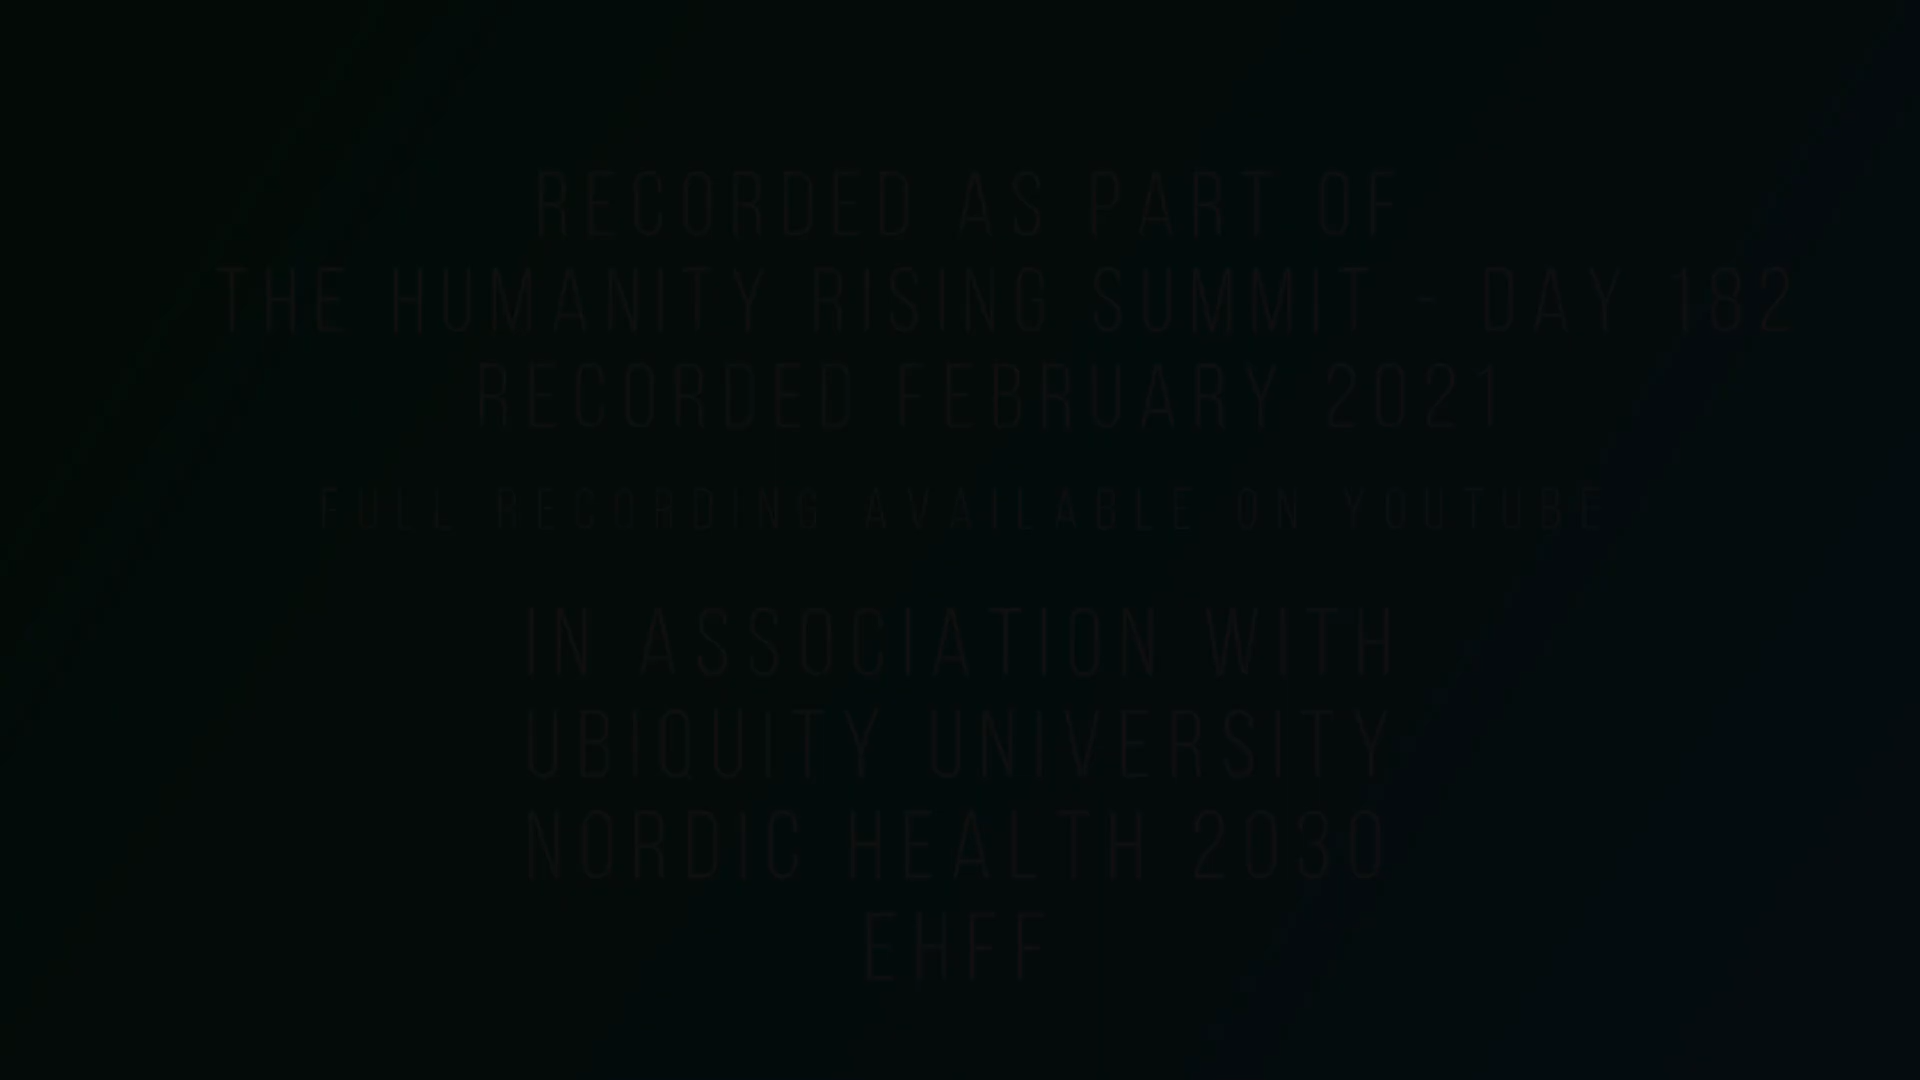 RECORDED AS PART OF
THE HUMANITY RISING SUMMIT - DAY 182
RECORDED FEBRUARY 2021
FULL RECORDING AVAILABLE ON YOUTUBE
IN ASSOCIATION WITH
UBIQUITY UNIVERSITY
NORDIC HEALTH 2030
EHFF